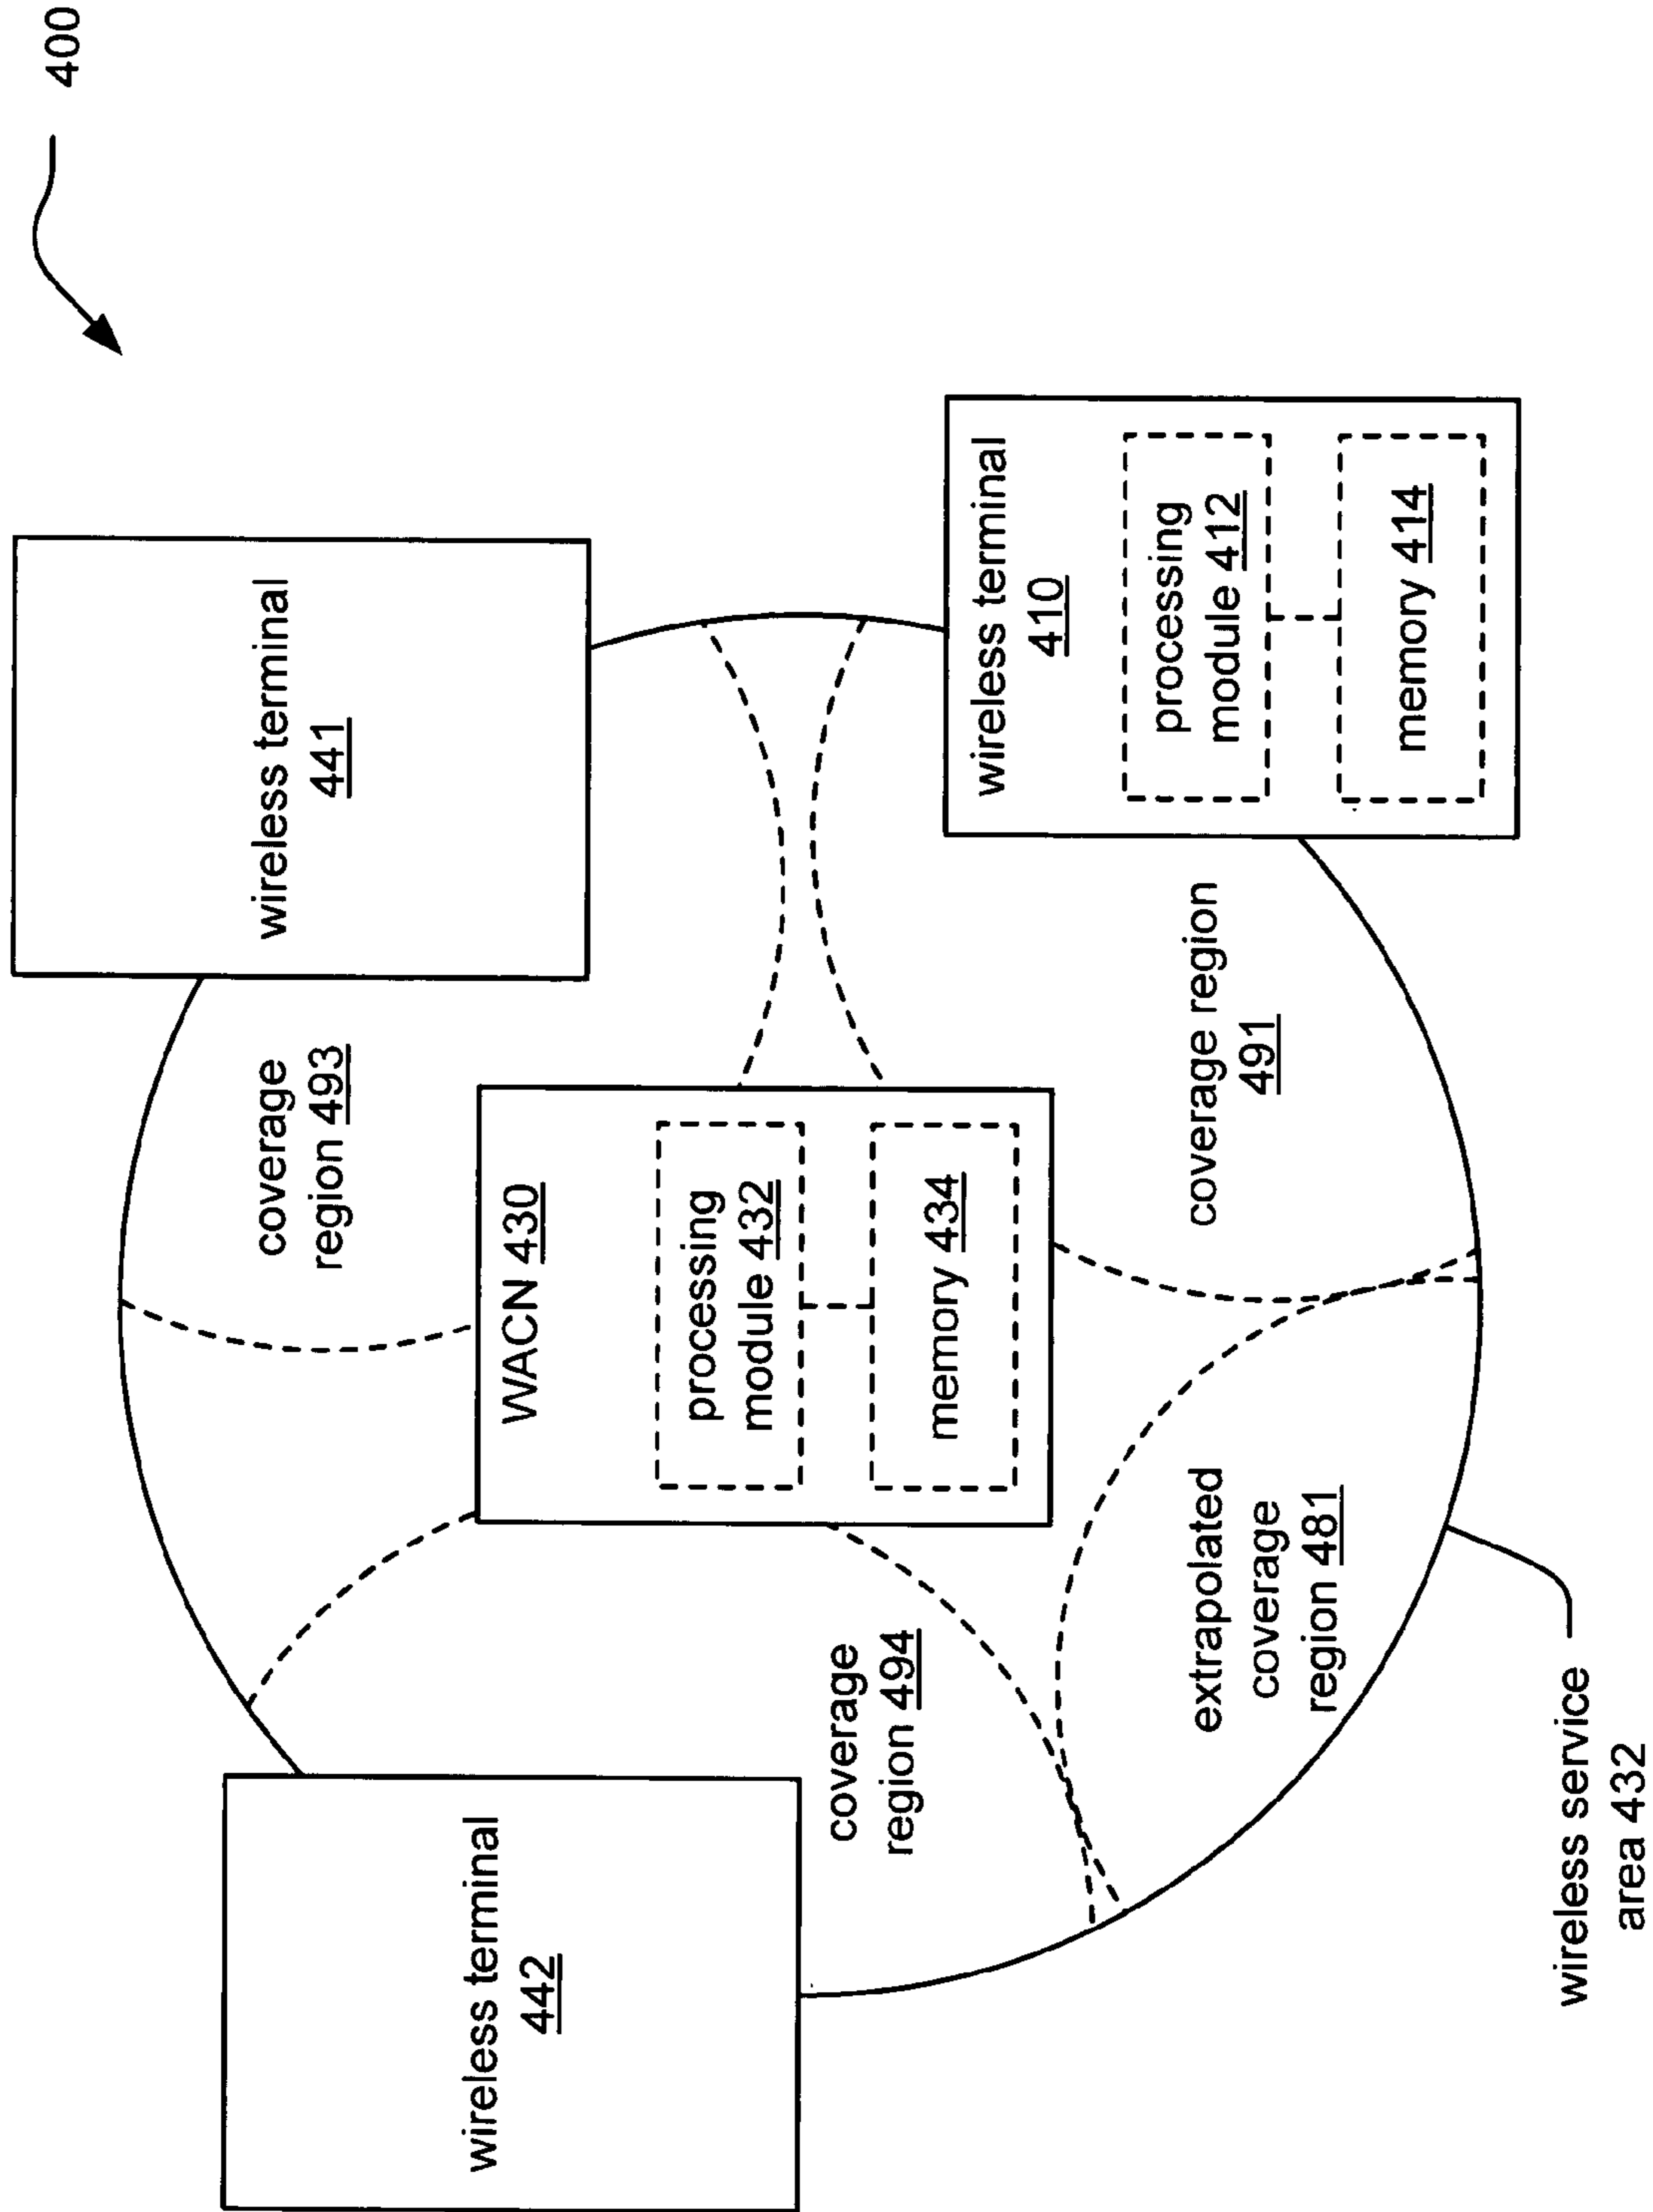 400
wireless terminal
441
wireless terminal
442
coverage
region 493
WACN 430
processing
module 432
memory 434
wireless terminal
410
processing
module 412
memory 414
coverage
region 494
coverage region
491
extrapolated
coverage
region 481
wireless service
area 432